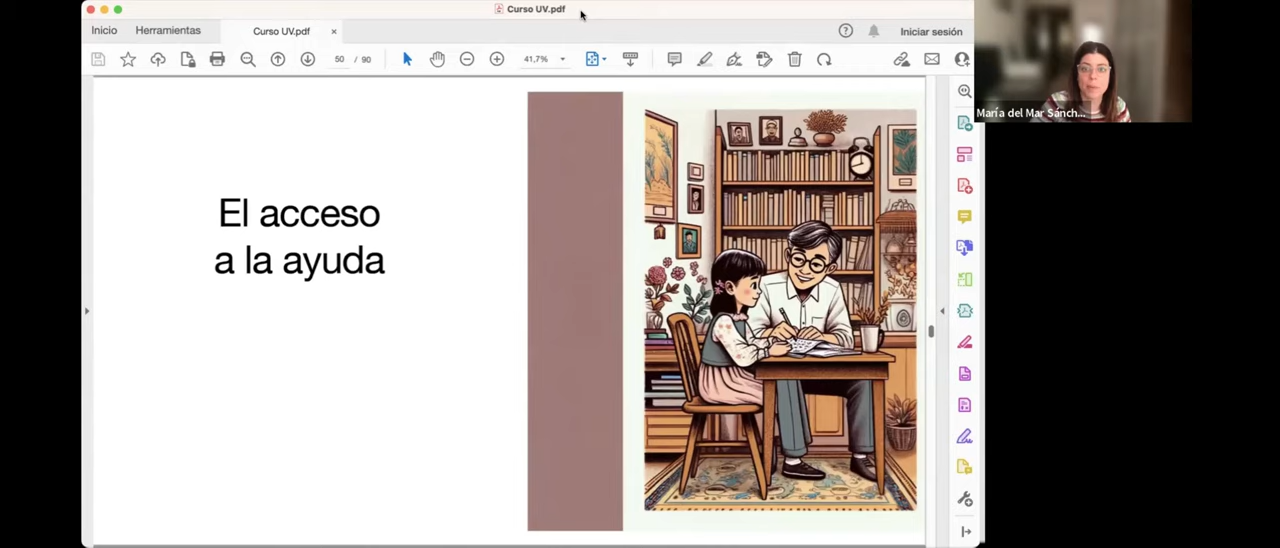 Curso UV.pdf
Inicio
Herramientas
Curso UV.pdf
Iniciar sesión
50 / 90
41,7%
María del Mar Sánch...
El acceso
a la ayuda